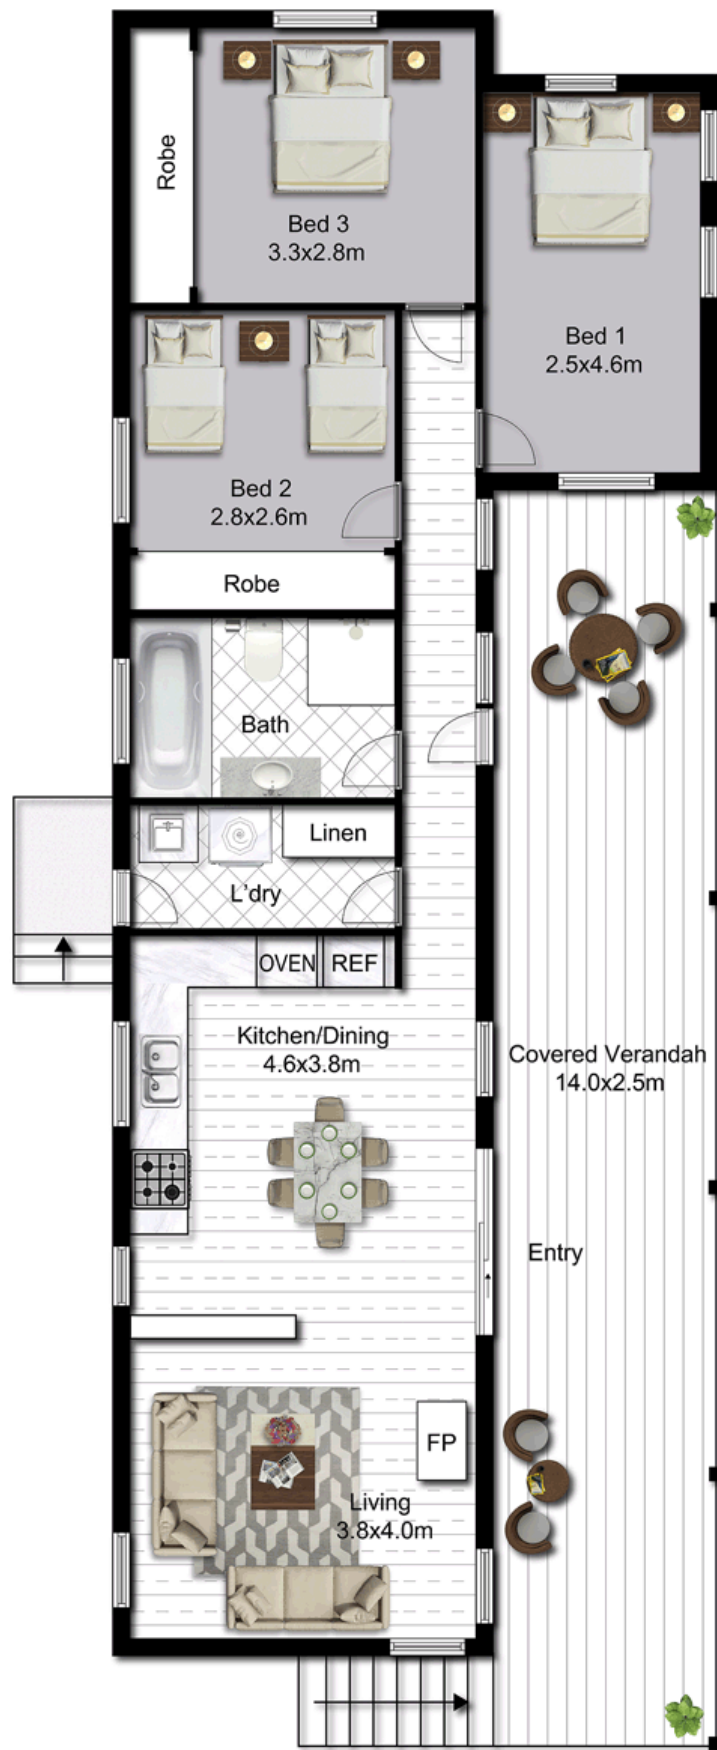 Robe
Bed 3
3.3x2.8m
Bed 1
2.5x4.6m
Bed 2
2.8x2.6m
Robe
Bath
Linen
L'dry
OVEN
REF
Kitchen/Dining
4.6x3.8m
Covered Verandah
14.0x2.5m
Entry
FP
Living
3.8x4.0m